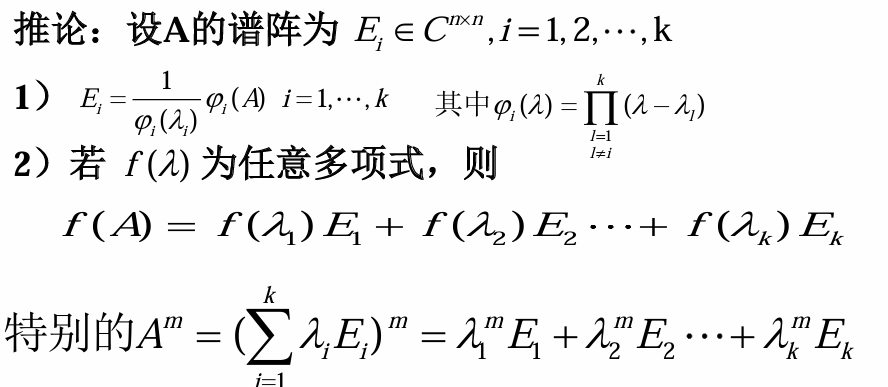 推论：设A的谱阵为 $E_i \in C^{n \times n}, i = 1, 2, \cdots, k$
1） $E_i = \frac{1}{\varphi_i(\lambda_i)} \varphi_i(A) \quad i = 1, \cdots, k$ 其中 $\varphi_i(\lambda) = \prod_{\substack{l=1 \\ l \neq i}}^{k} (\lambda - \lambda_l)$
2）若 $f(\lambda)$ 为任意多项式，则
$f(A) = f(\lambda_1)E_1 + f(\lambda_2)E_2 \cdots + f(\lambda_k)E_k$
特别的 $A^m = (\sum_{i=1}^{k} \lambda_i E_i)^m = \lambda_1^m E_1 + \lambda_2^m E_2 \cdots + \lambda_k^m E_k$